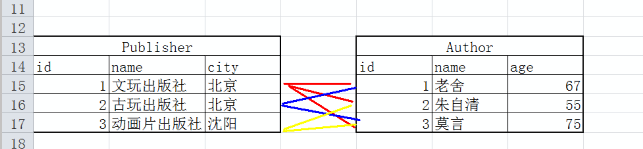 11
12
13 Publisher Author
14 id name city id name age
15 1 文玩出版社 北京 1 老舍 67
16 2 古玩出版社 北京 2 朱自清 55
17 3 动画片出版社 沈阳 3 莫言 75
18